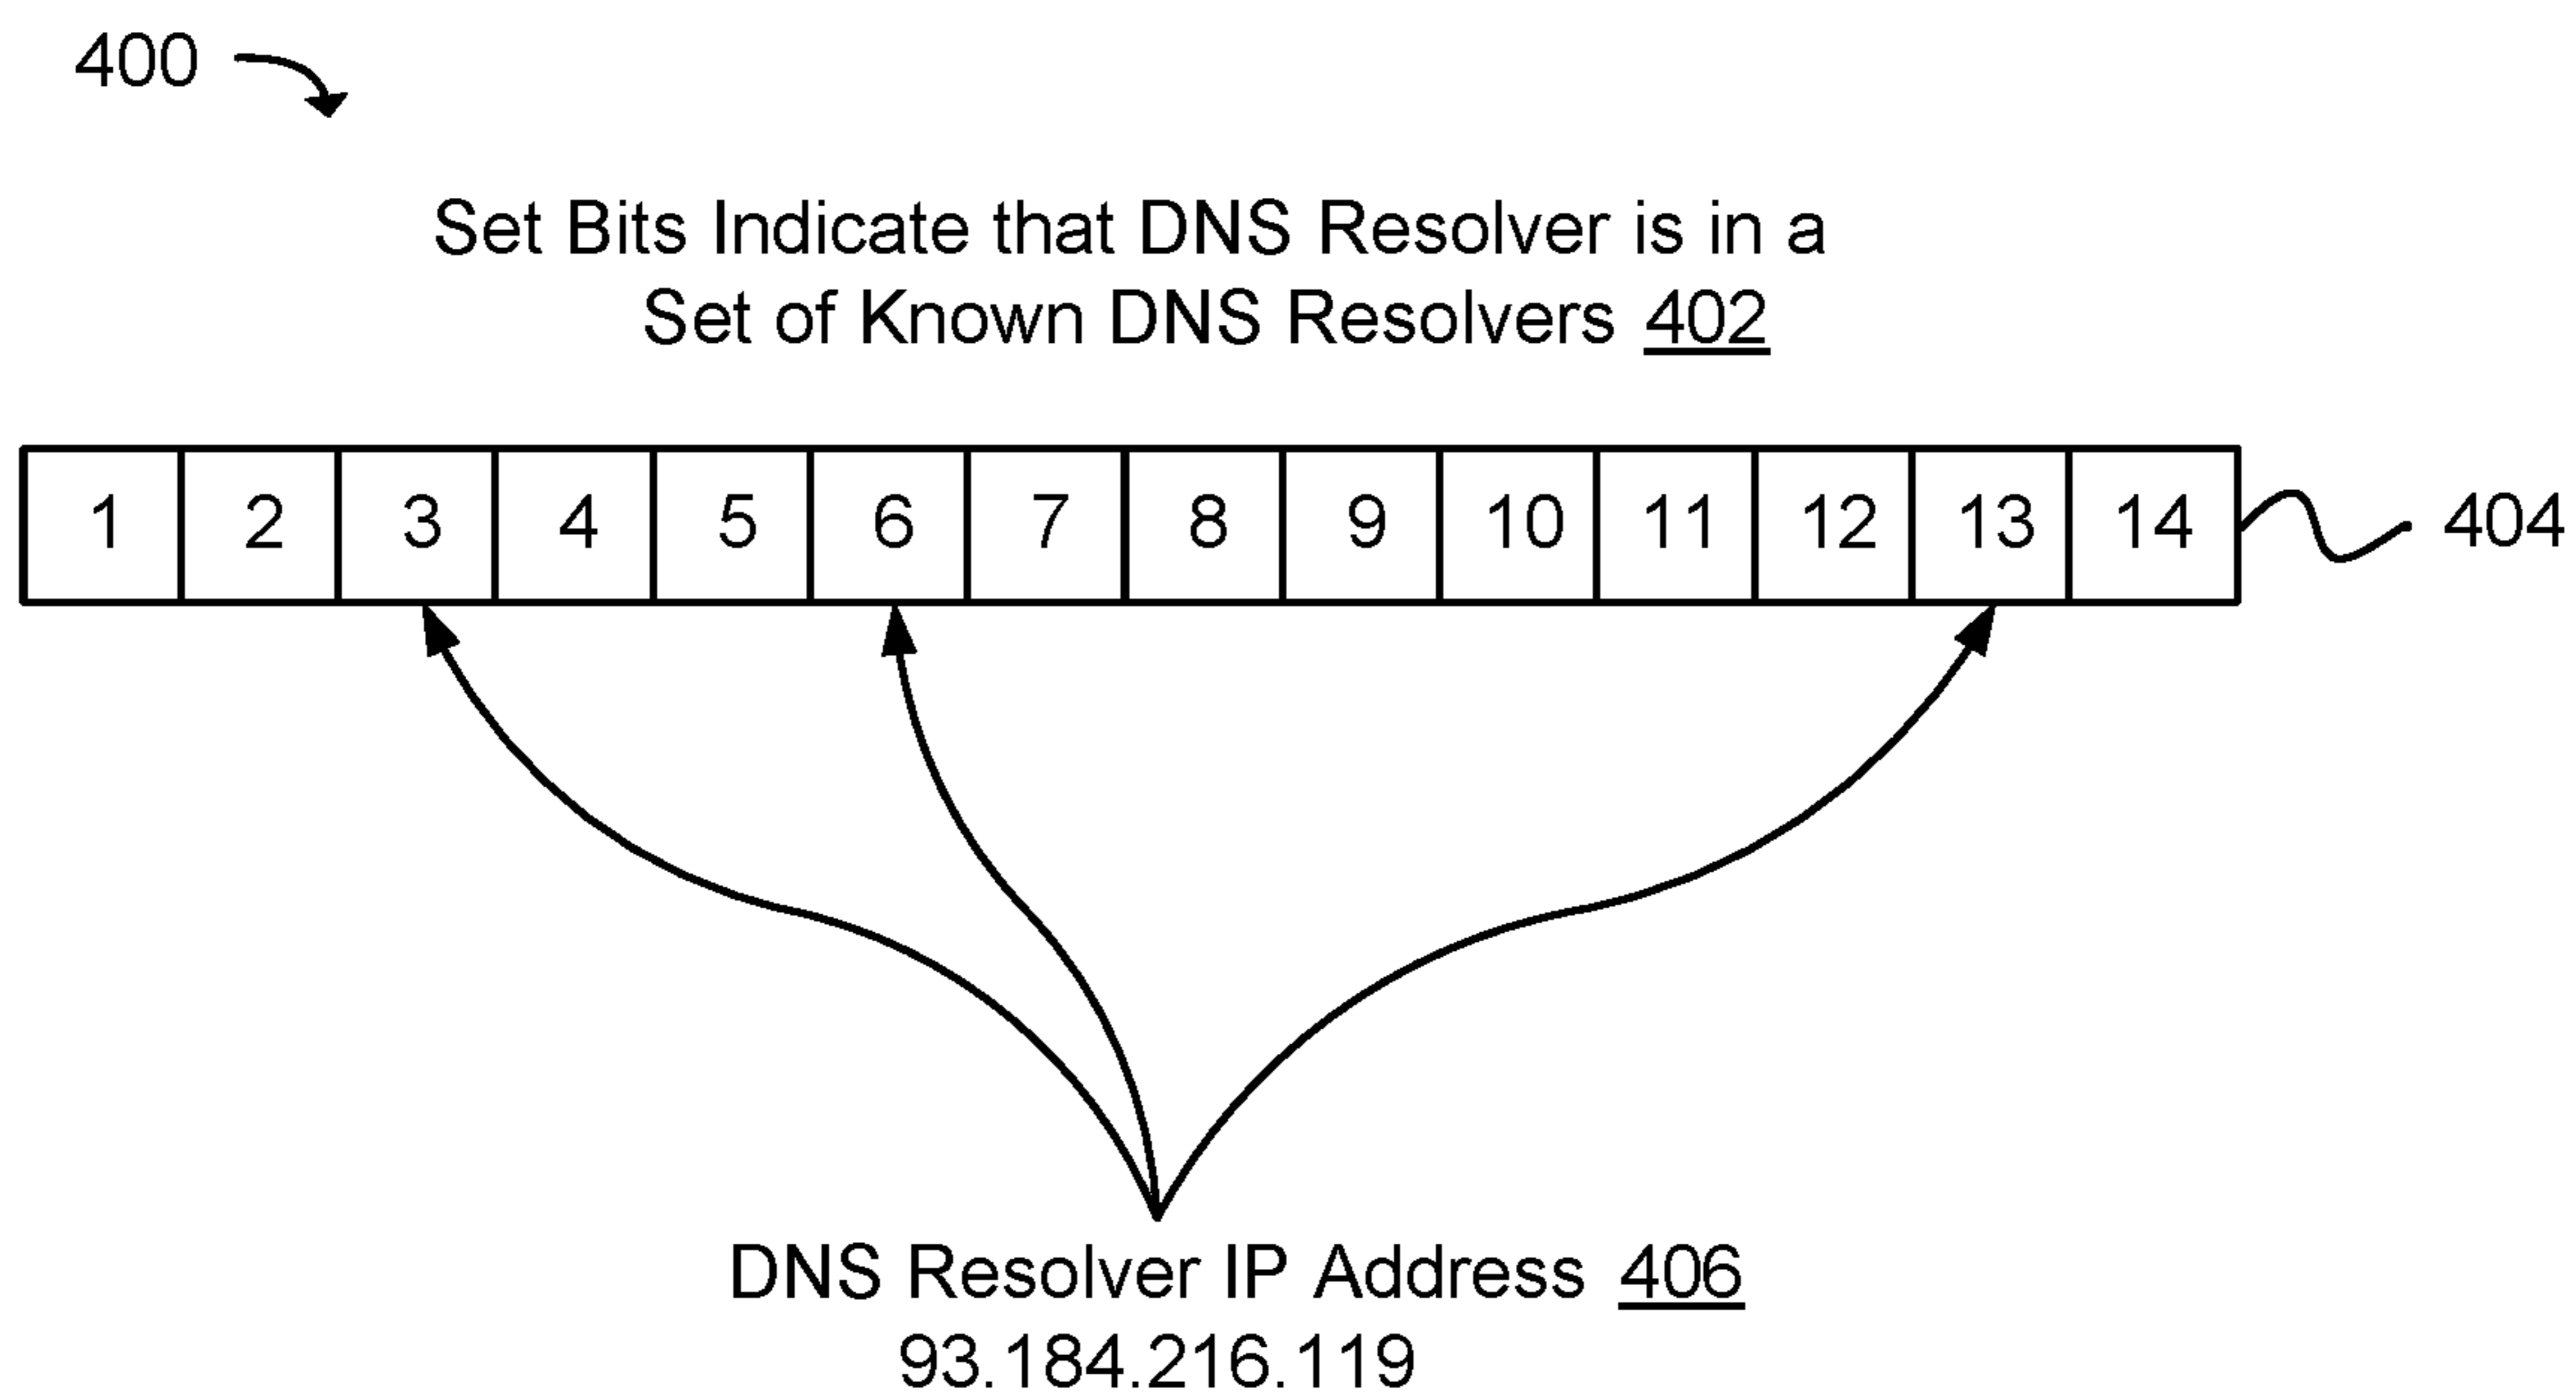 400
Set Bits Indicate that DNS Resolver is in a
Set of Known DNS Resolvers 402
1 2 3 4 5 6 7 8 9 10 11 12 13 14 404
DNS Resolver IP Address 406
93.184.216.119